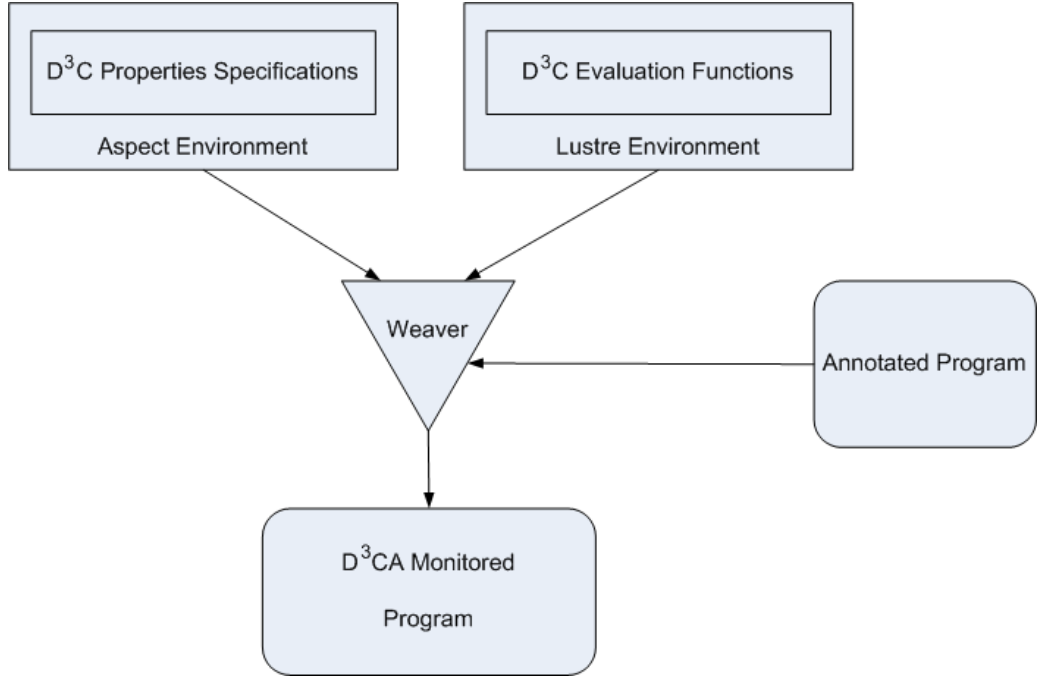 D³C Properties Specifications
Aspect Environment
D³C Evaluation Functions
Lustre Environment
Weaver
Annotated Program
D³CA Monitored
Program